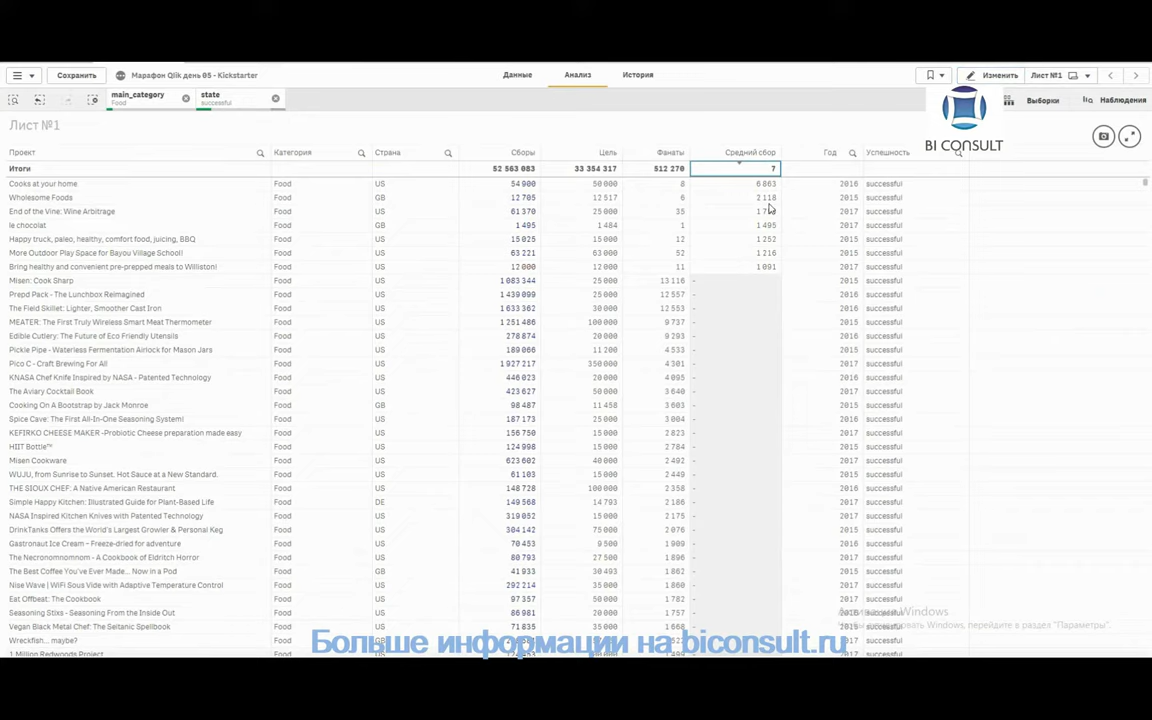 Сохранить Марафон Qlik день 05 - Kickstarter Данные Анализ История Изменить Лист №1
main_category
Food
state
successful
Выборки Наблюдения
Лист №1
BI CONSULT
Проект Категория Страна Сборы Цель Фанаты Средний сбор Год Успешность
Итоги 52 563 083 33 354 317 512 270 7
Cooks at your home Food US 54 900 50 000 8 6 863 2016 successful
Wholesome Foods Food GB 12 705 12 517 6 2 118 2015 successful
End of the Vine: Wine Arbitrage Food US 61 370 25 000 35 2017 successful
le chocolat Food GB 1 495 1 484 1 1 495 2017 successful
Happy truck, paleo, healthy, comfort food, juicing, BBQ Food US 15 025 15 000 12 1 252 2015 successful
More Outdoor Play Space for Bayou Village School! Food US 63 221 60 000 52 1 216 2015 successful
Bring healthy and convenient pre-prepped meals to Williston! Food US 12 000 12 000 11 1 091 2017 successful
Misen: Cook Sharp Food US 1 083 344 25 000 13 116 - 2015 successful
Prepd Pack - The Lunchbox Reimagined Food US 1 439 099 25 000 12 557 - 2016 successful
The Field Skillet: Lighter, Smoother Cast Iron Food US 1 633 362 30 000 12 553 - 2016 successful
MEATER: The First Truly Wireless Smart Meat Thermometer Food US 1 251 486 100 000 9 737 - 2015 successful
Edible Cutlery: The Future of Eco Friendly Utensils Food US 278 874 20 000 9 293 - 2016 successful
Pickle Pipe - Waterless Fermentation Airlock for Mason Jars Food US 189 066 11 200 4 533 - 2015 successful
Pico C - Craft Brewing For All Food US 1 927 217 350 000 4 301 - 2017 successful
KNASA Chef Knife Inspired by NASA - Patented Technology Food US 446 023 20 000 4 095 - 2016 successful
The Aviary Cocktail Book Food US 423 627 50 000 3 640 - 2017 successful
Cooking On A Bootstrap by Jack Monroe Food GB 98 487 11 458 3 603 - 2017 successful
Spice Cave: The First All-In-One Seasoning System! Food US 187 173 25 000 3 004 - 2016 successful
KEFIRKO CHEESE MAKER -Probiotic Cheese preparation made easy Food US 156 750 15 000 2 823 - 2017 successful
HIIT Bottle™ Food US 124 998 15 000 2 784 - 2015 successful
Misen Cookware Food US 623 602 40 000 2 492 - 2017 successful
WUJU, from Sunrise to Sunset. Hot Sauce at a New Standard. Food US 61 103 15 000 2 449 - 2015 successful
THE SIOUX CHEF: A Native American Restaurant Food US 148 728 100 000 2 358 - 2016 successful
Simple Happy Kitchen: Illustrated Guide for Plant-Based Life Food DE 149 568 14 793 2 186 - 2017 successful
NASA Inspired Kitchen Knives with Patented Technology Food US 319 052 15 000 2 175 - 2017 successful
DrinkTanks Offers the World's Largest Growler & Personal Keg Food US 304 142 75 000 2 076 - 2015 successful
Gastronaut Ice Cream – Freeze-dried for adventure Food US 70 453 9 500 1 909 - 2016 successful
The Necronomnomnom - A Cookbook of Eldritch Horror Food US 80 793 27 500 1 896 - 2017 successful
The Best Coffee You've Ever Made... Now in a Pod Food GB 41 933 30 493 1 862 - 2016 successful
Nise Wave | WiFi Sous Vide with Adaptive Temperature Control Food US 292 214 35 000 1 860 - 2016 successful
Eat Offbeat: The Cookbook Food US 97 357 50 000 1 782 - 2017 successful
Seasoning Stixs - Seasoning From the Inside Out Food US 86 981 20 000 1 757 - successful
Vegan Black Metal Chef: The Seitanic Spellbook Food US 71 835 35 000 1 668 - 2017 successful
Wreckfish... maybe? Food - 2017 successful
1 Million Redwoods Project Food US successful
Windows, перейдите в раздел "Параметры".
Больше информации на biconsult.ru